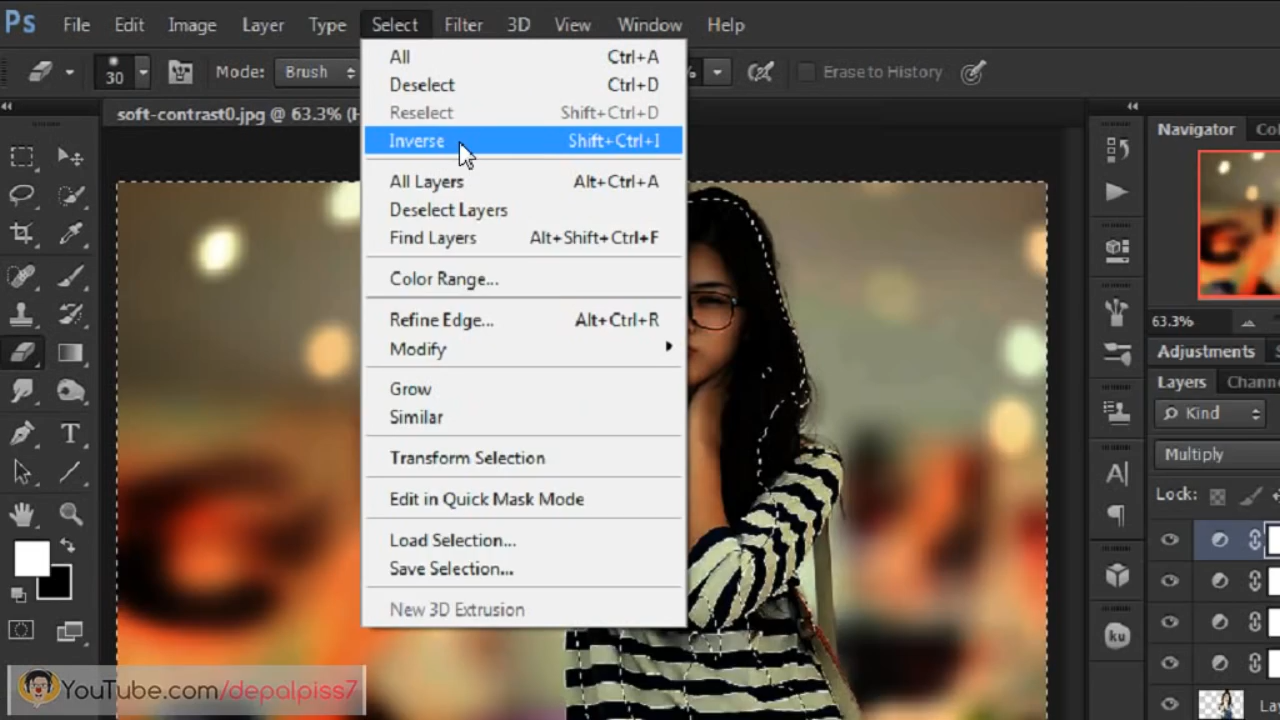 Ps File Edit Image Layer Type Select Filter 3D View Window Help
30 Mode: Brush % Erase to History
soft-contrast0.jpg @ 63.3% (
All Ctrl+A
Deselect Ctrl+D
Reselect Shift+Ctrl+D
Inverse Shift+Ctrl+I
All Layers Alt+Ctrl+A
Deselect Layers
Find Layers Alt+Shift+Ctrl+F
Color Range...
Refine Edge... Alt+Ctrl+R
Modify
Grow
Similar
Transform Selection
Edit in Quick Mask Mode
Load Selection...
Save Selection...
New 3D Extrusion
Navigator Co
63.3%
Adjustments S
Layers Chann
Kind
Multiply
Lock:
La
ku
YouTube.com/depalpiss7